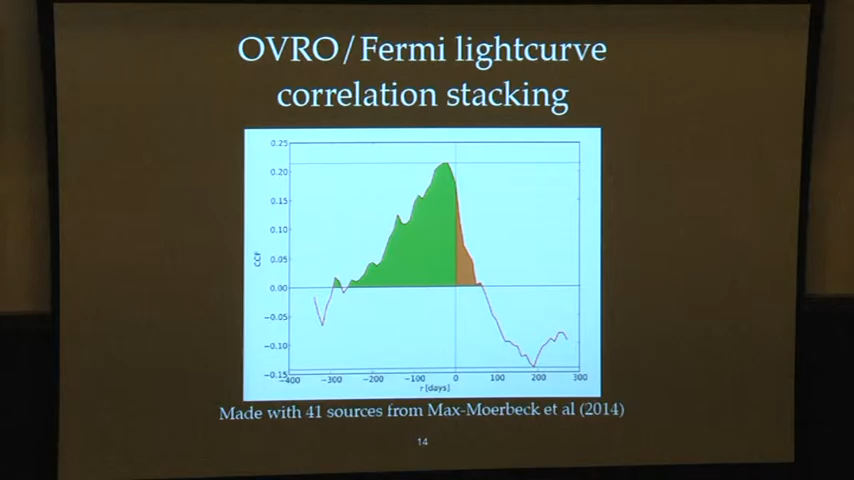 OVRO/Fermi lightcurve
correlation stacking
0.25
0.20
0.15
0.10
0.05
0.00
−0.05
−0.10
−0.15
CCF
−400 −300 −200 −100 0 100 200 300
τ [days]
Made with 41 sources from Max-Moerbeck et al (2014)
14